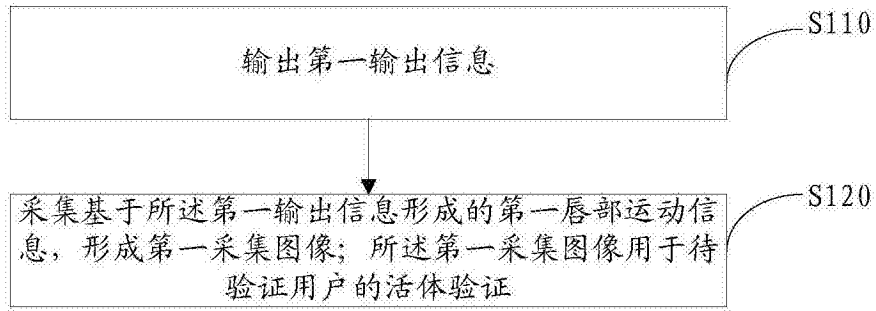 S110
输出第一输出信息
S120
采集基于所述第一输出信息形成的第一唇部运动信
息，形成第一采集图像；所述第一采集图像用于待
验证用户的活体验证